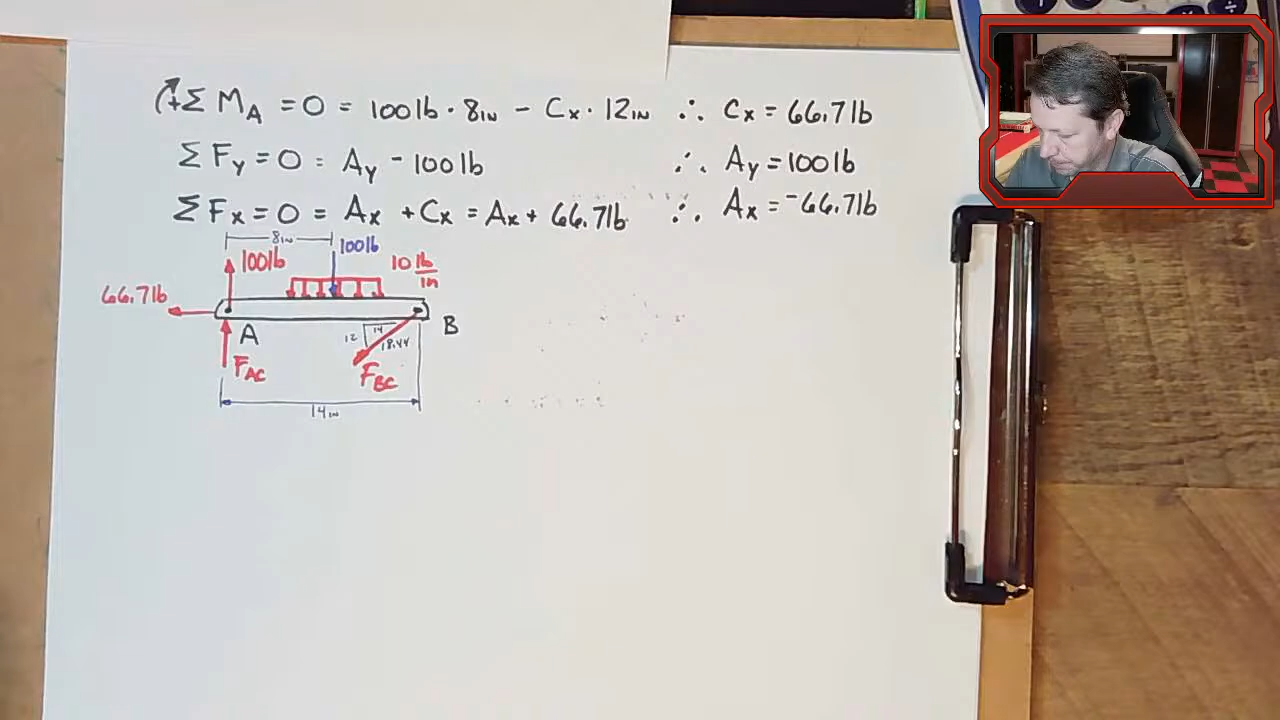 +ΣM_A = 0 = 100lb · 8in - Cx · 12in ∴ Cx = 66.7lb
ΣFy = 0 = Ay - 100lb ∴ Ay = 100lb
ΣFx = 0 = Ax + Cx = Ax + 66.7lb ∴ Ax = -66.7lb
8in
100lb
100lb
10 lb/in
66.7lb
A
B
12
14
18.44
F_AC
F_BC
14in